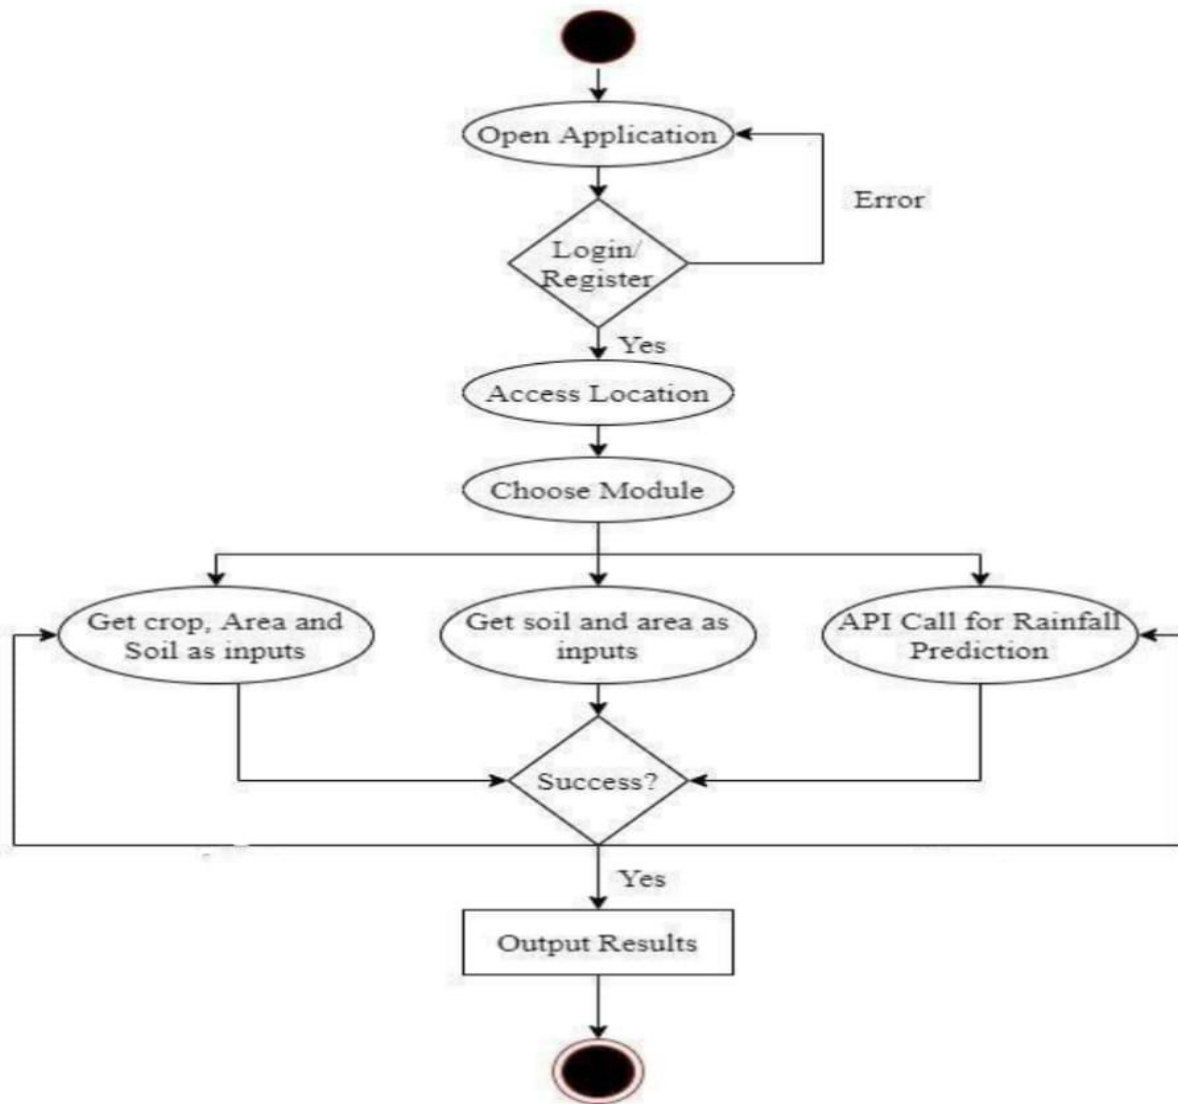 Open Application
Error
Login/
Register
Yes
Access Location
Choose Module
Get crop, Area and
Soil as inputs
Get soil and area as
inputs
API Call for Rainfall
Prediction
Success?
Yes
Output Results